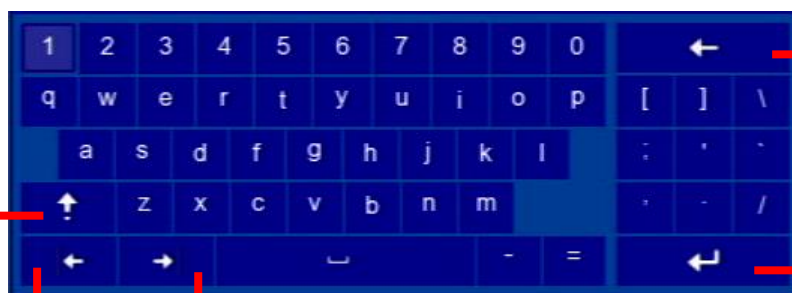 1 2 3 4 5 6 7 8 9 0 ←
q w e r t y u i o p [ ] \
a s d f g h j k l ; ' `
↑ z x c v b n m , . /
← → ⎵ - = ↵